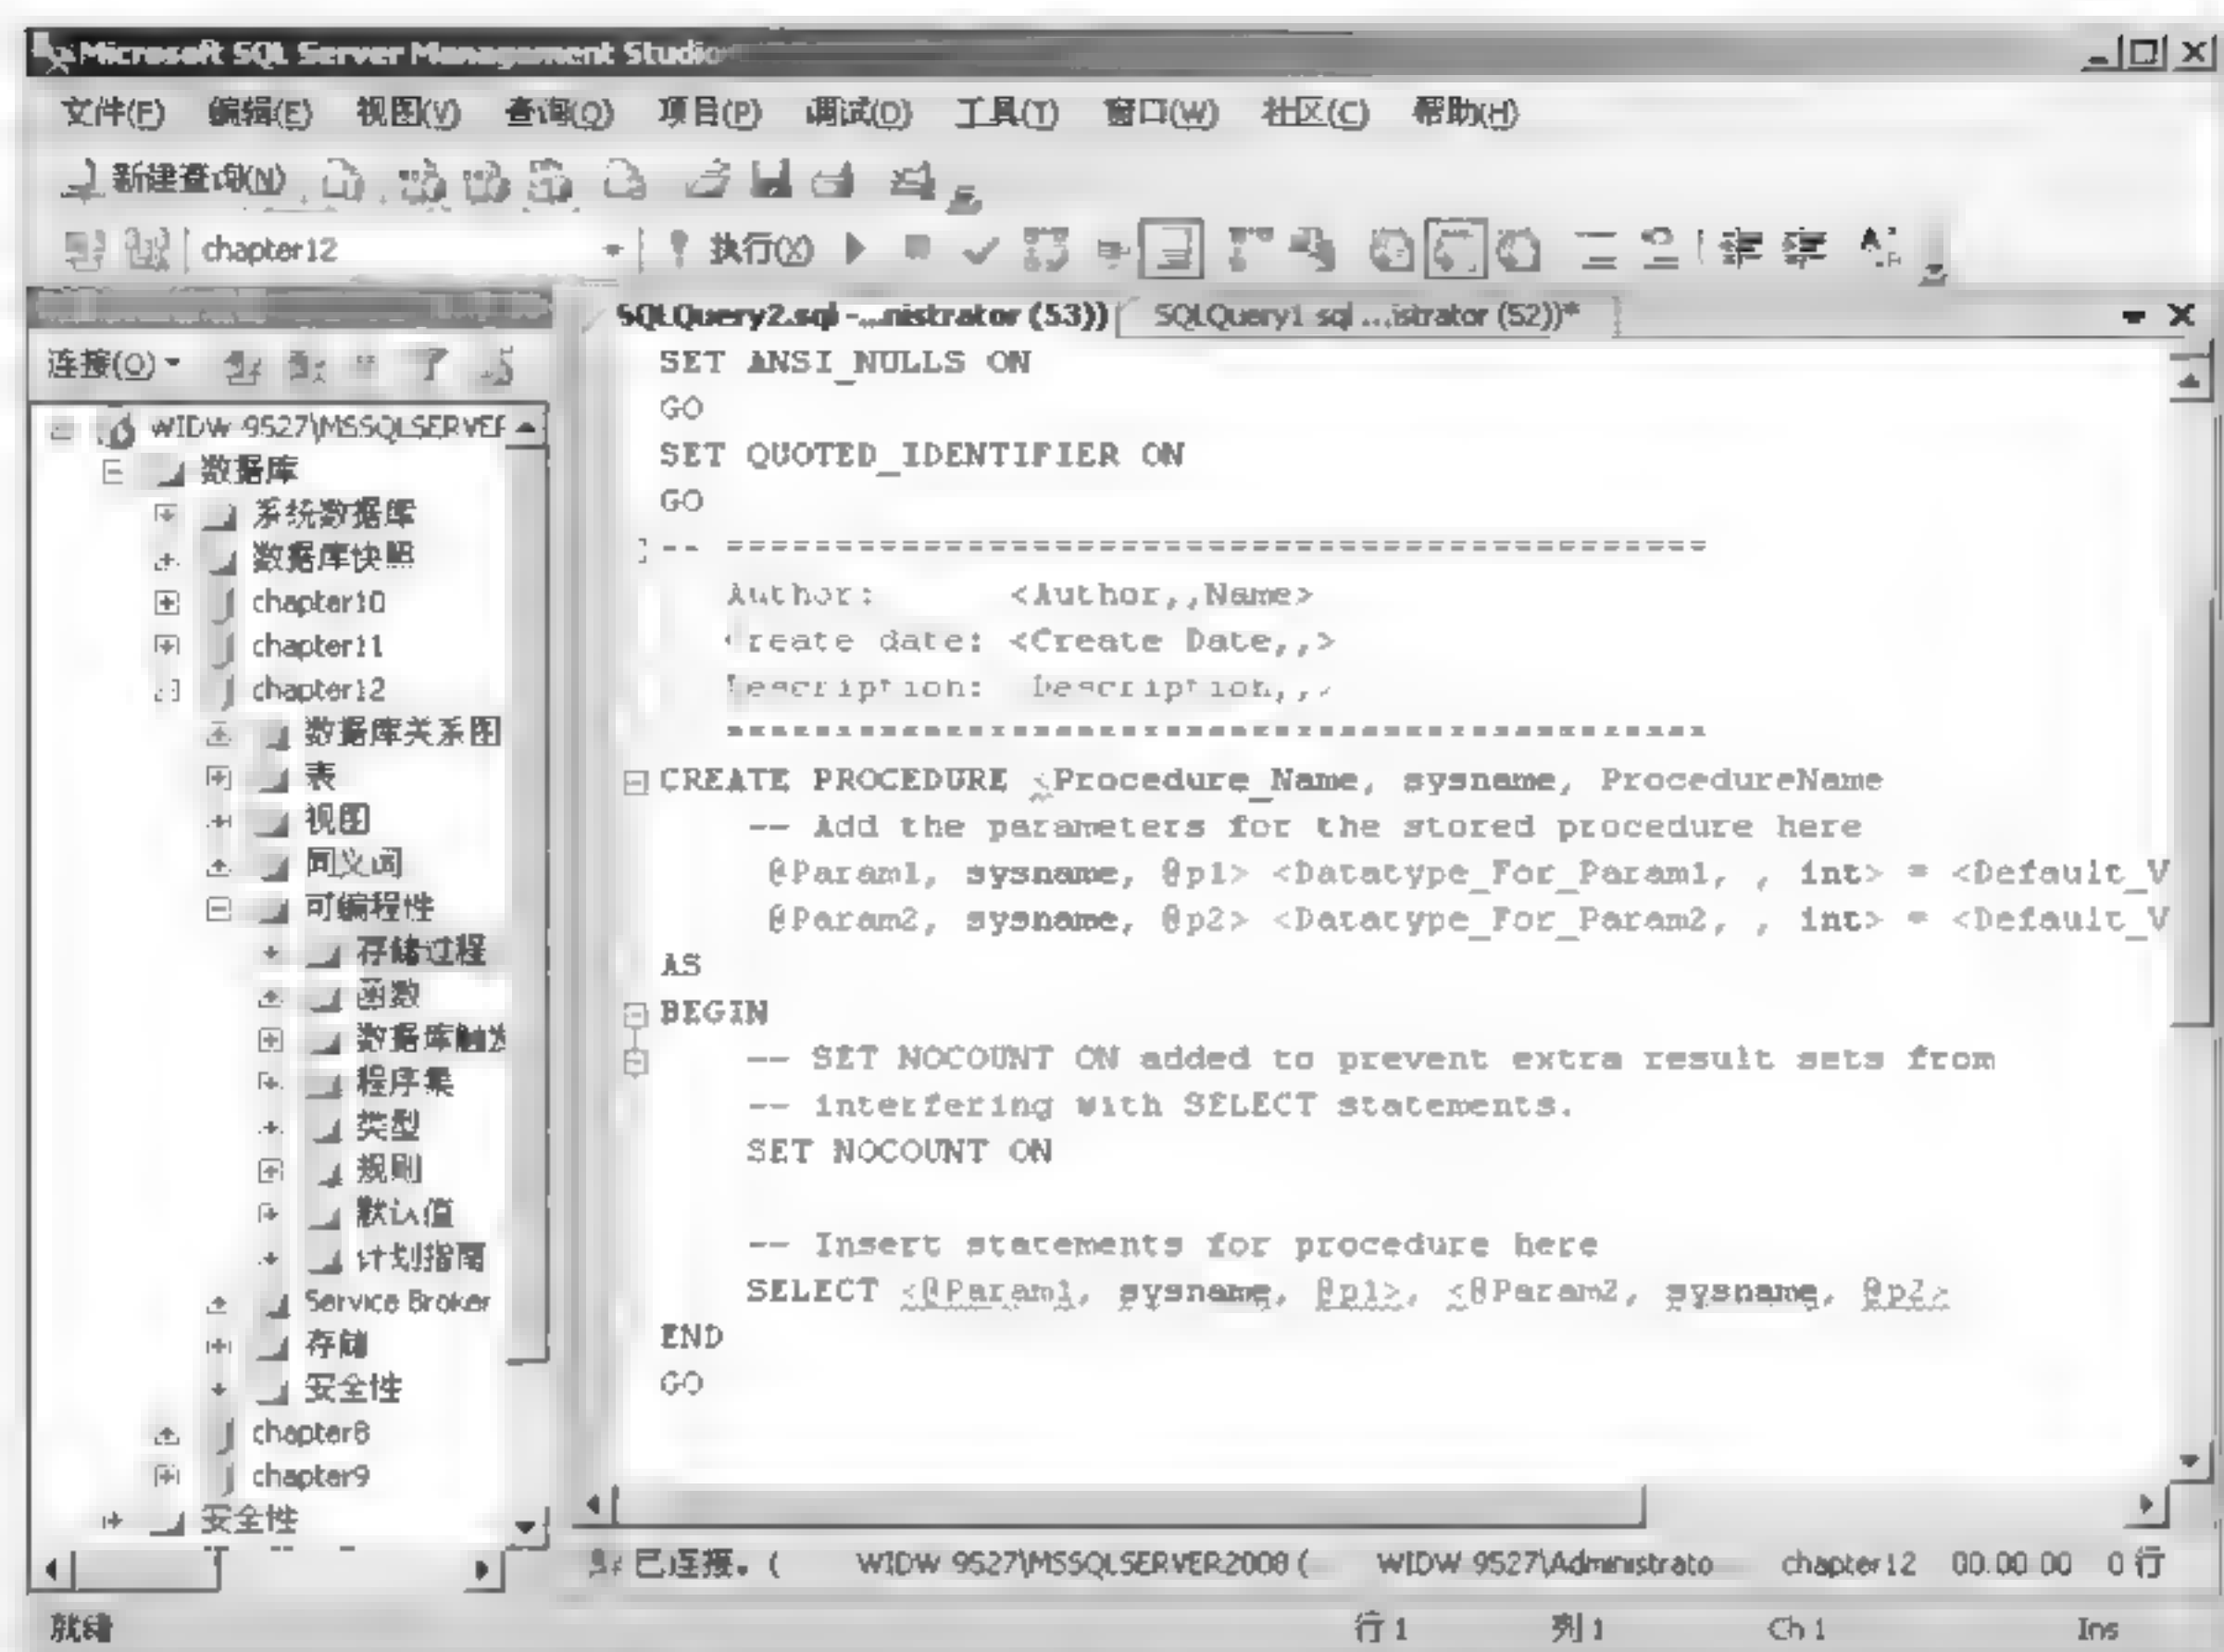 Microsoft SQL Server Management Studio
文件(F) 编辑(E) 视图(V) 查询(Q) 项目(P) 调试(D) 工具(T) 窗口(W) 社区(C) 帮助(H)
新建查询(N)
chapter12 执行(X)
SQLQuery2.sql -...nistrator (53)) SQLQuery1.sql ...istrator (52))*
连接(O)
WIDW-9527\MSSQLSERVER
数据库
系统数据库
数据库快照
chapter10
chapter11
chapter12
数据库关系图
表
视图
同义词
可编程性
存储过程
函数
数据库触发
程序集
类型
规则
默认值
计划指南
Service Broker
存储
安全性
chapter8
chapter9
安全性
SET ANSI_NULLS ON
GO
SET QUOTED_IDENTIFIER ON
GO
-- =============================================
Author: <Author,,Name>
Create date: <Create Date,,>
Description: Description,,>
=============================================
CREATE PROCEDURE <Procedure_Name, sysname, ProcedureName
-- Add the parameters for the stored procedure here
@Param1, sysname, @p1> <Datatype_For_Param1, , int> = <Default_V
@Param2, sysname, @p2> <Datatype_For_Param2, , int> = <Default_V
AS
BEGIN
-- SET NOCOUNT ON added to prevent extra result sets from
-- interfering with SELECT statements.
SET NOCOUNT ON
-- Insert statements for procedure here
SELECT <@Param1, sysname, @p1>, <@Param2, sysname, @p2>
END
GO
已连接。( WIDW-9527\MSSQLSERVER2008 ( WIDW-9527\Administrato chapter12 00:00:00 0 行
就绪 行 1 列 1 Ch 1 Ins